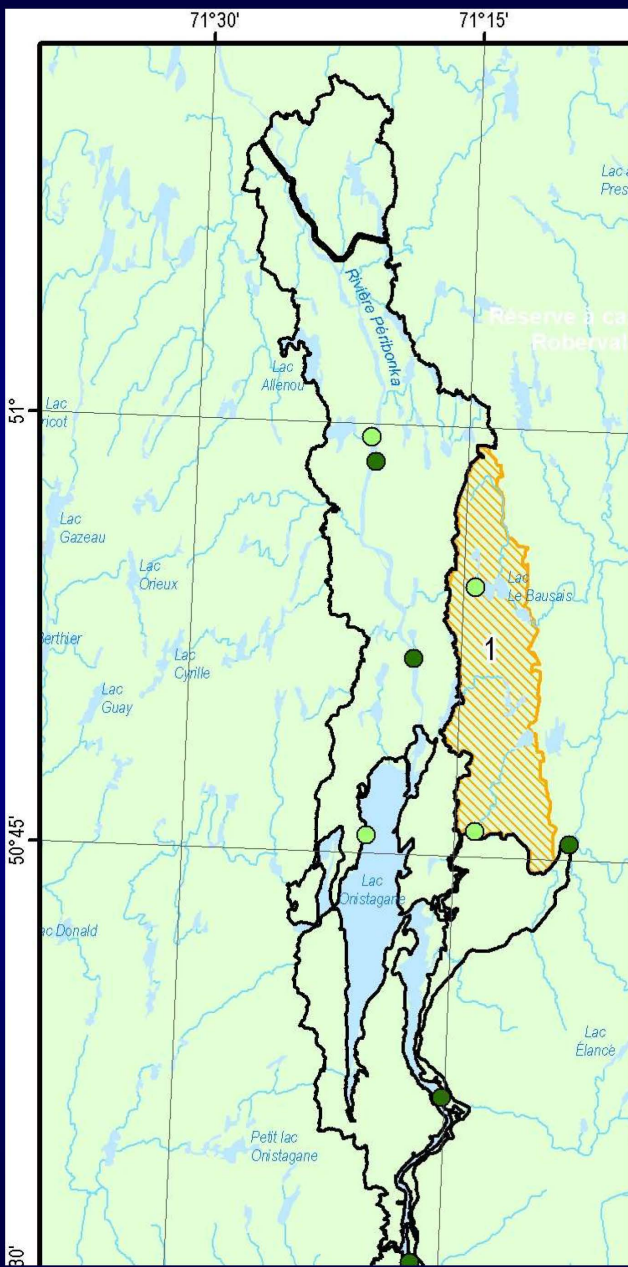 71°30' 71°15'
Lac
Pres
Rivière Péribonka
Réserve à ca
Roberval
Lac
Allenou
51°
Lac
ricot
Lac
Gazeau
Lac
Orieux
Lac
Le Bausais
1
Berthier
Lac
Cyrille
Lac
Guay
50°45'
Lac
Onistagane
ac Donald
Lac
Élancé
Petit lac
Onistagane
30'